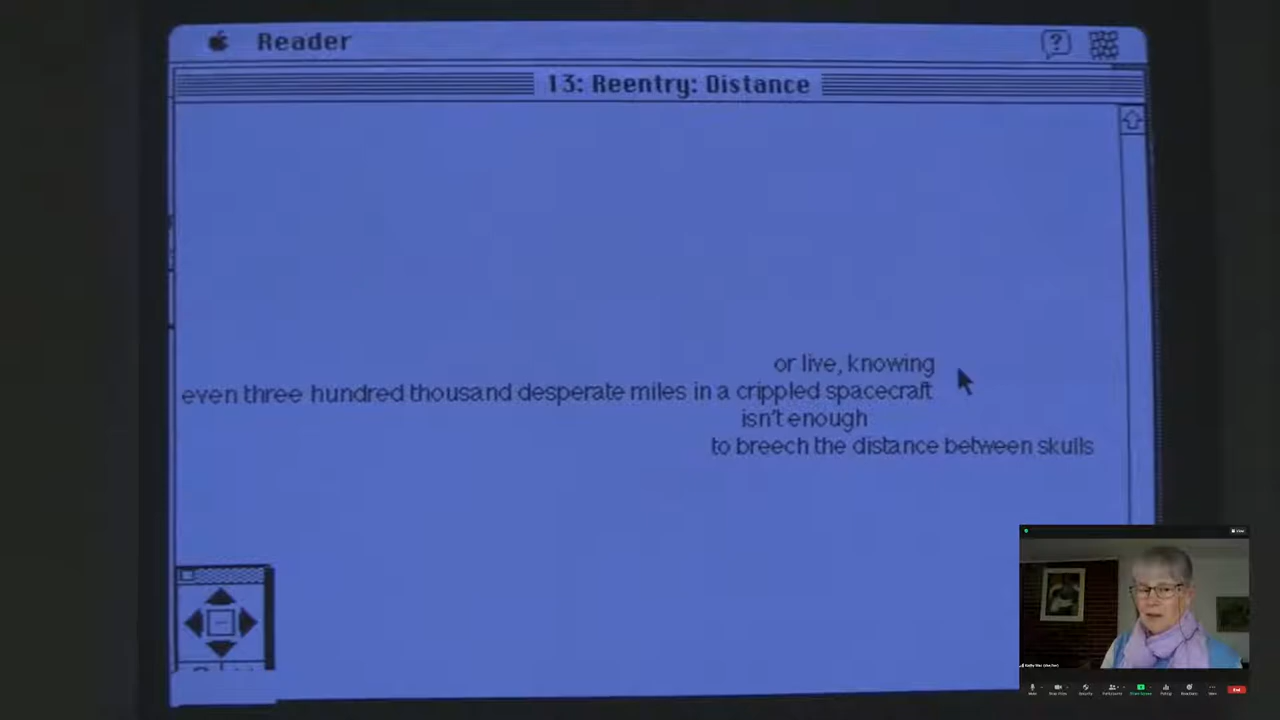 Reader
13: Reentry: Distance
or live, knowing
even three hundred thousand desperate miles in a crippled spacecraft
isn't enough
to breech the distance between skulls